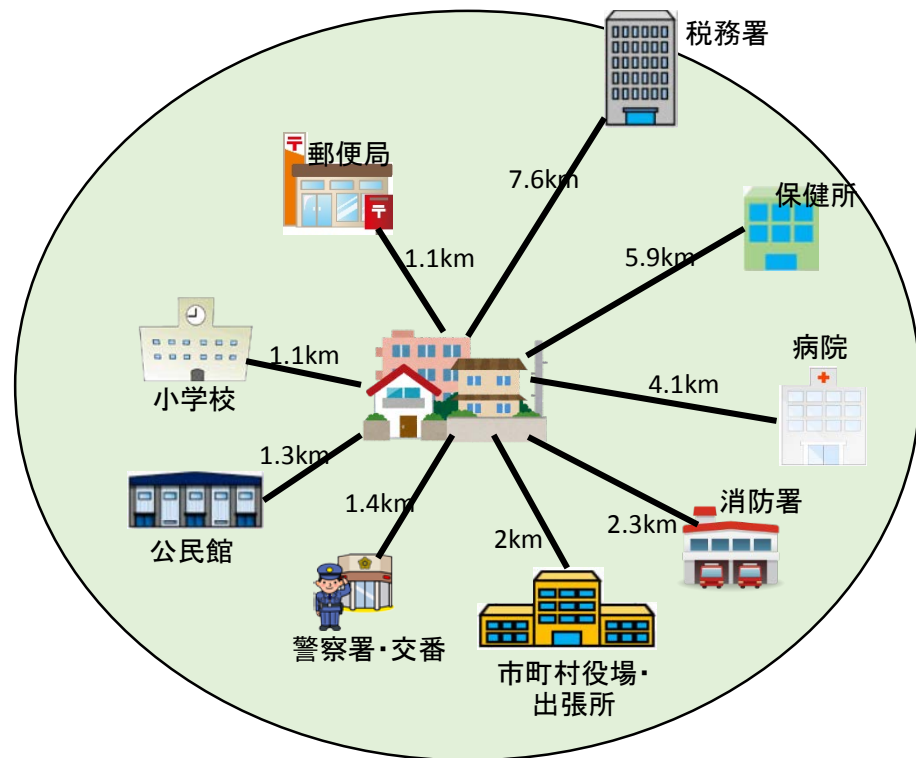 税務署
郵便局
7.6km
保健所
1.1km
5.9km
病院
1.1km
4.1km
小学校
1.3km
消防署
1.4km
2.3km
2km
公民館
警察署・交番
市町村役場・
出張所